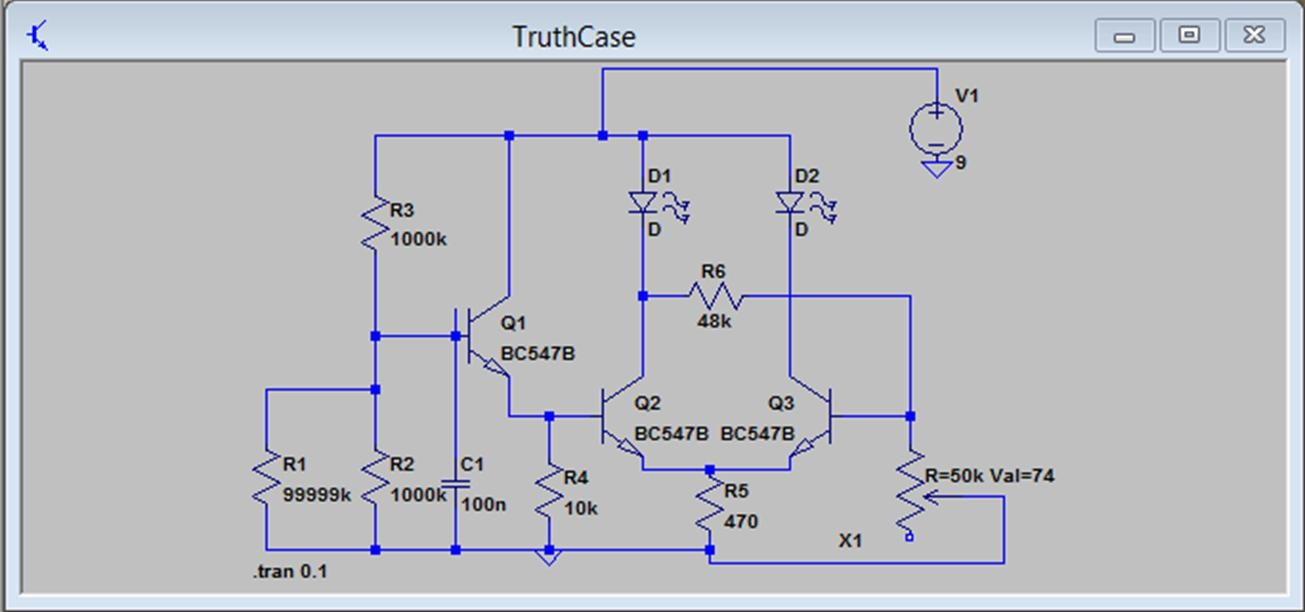 TruthCase
V1
9
D1
D2
D
D
R3
1000k
R6
48k
Q1
BC547B
Q2
Q3
BC547B
BC547B
R1
99999k
R2
1000k
C1
100n
R4
10k
R5
470
R=50k Val=74
X1
.tran 0.1